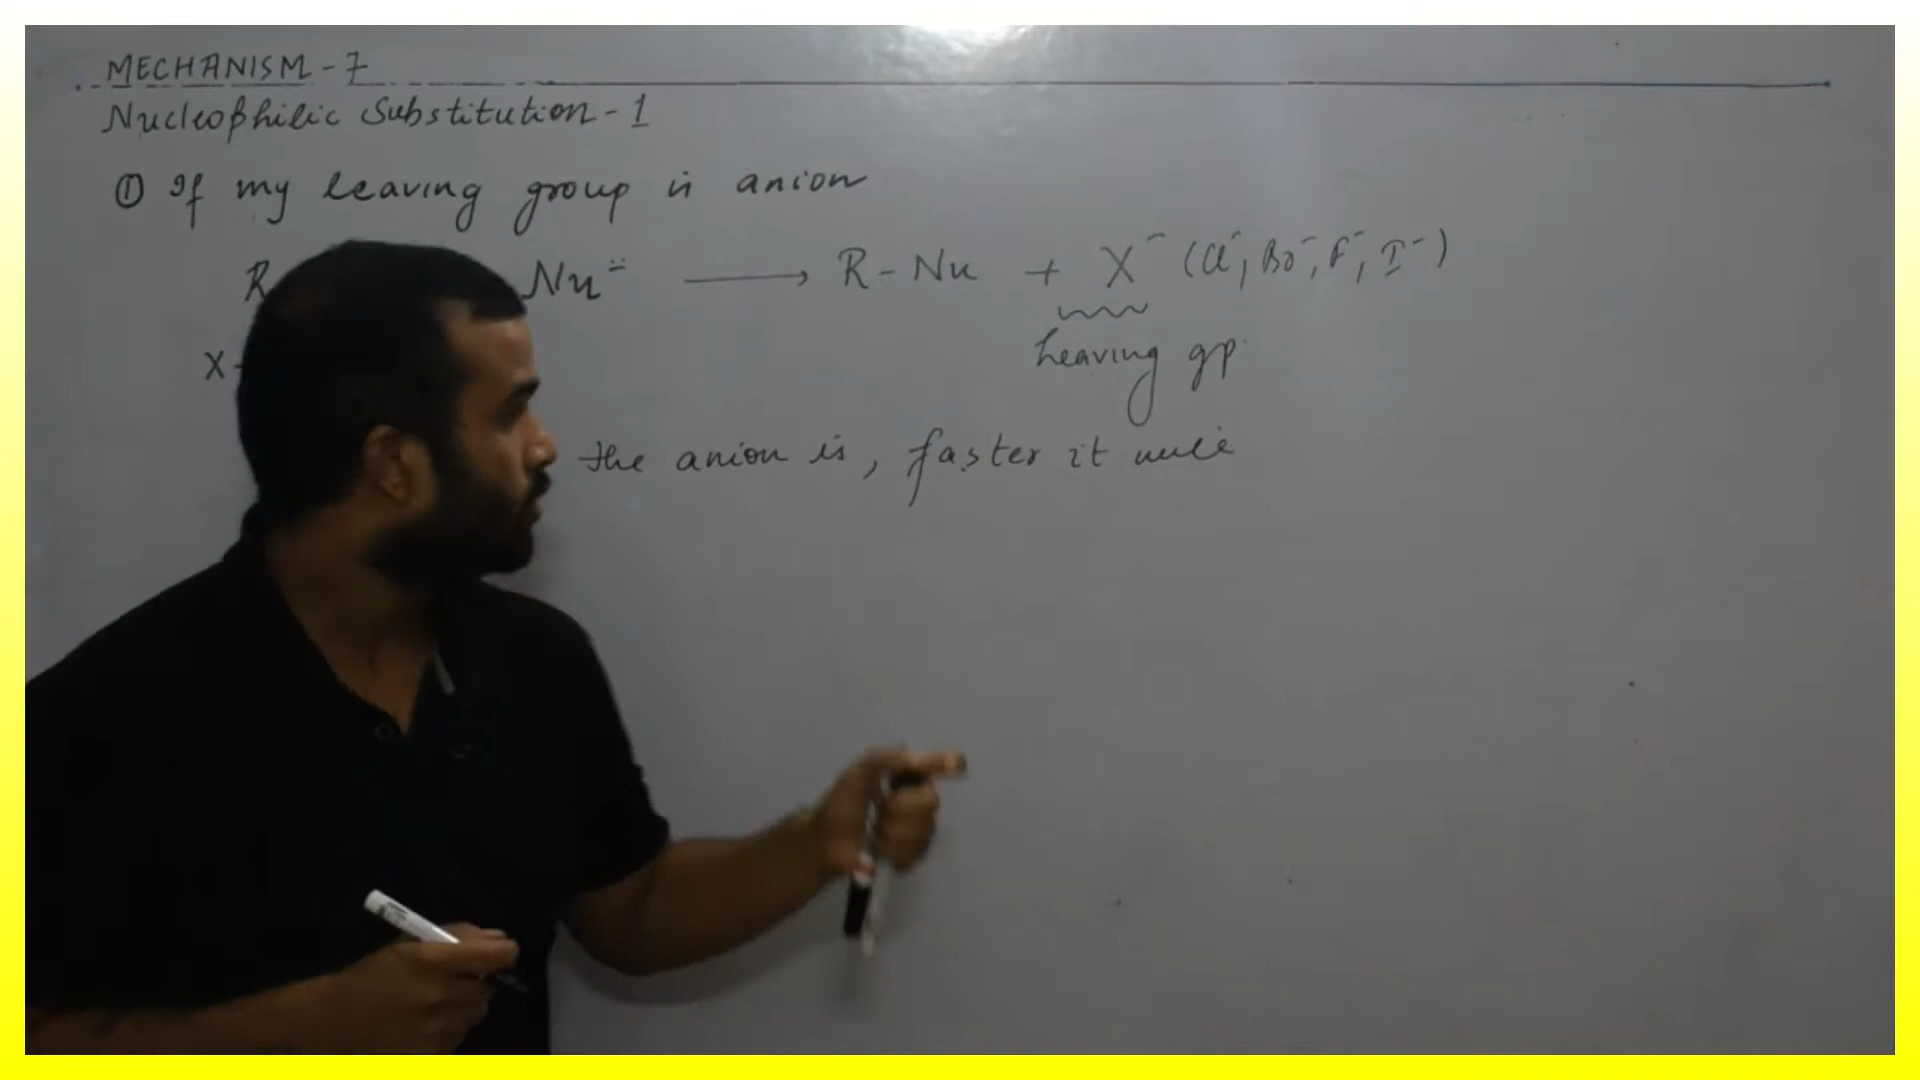 MECHANISM - 7
Nucleophilic Substitution - 1
① If my leaving group is anion
R Nu⁻ ⟶ R - Nu + X⁻ (Cl⁻, Br⁻, F⁻, I⁻)
X - Leaving gp
the anion is, faster it will